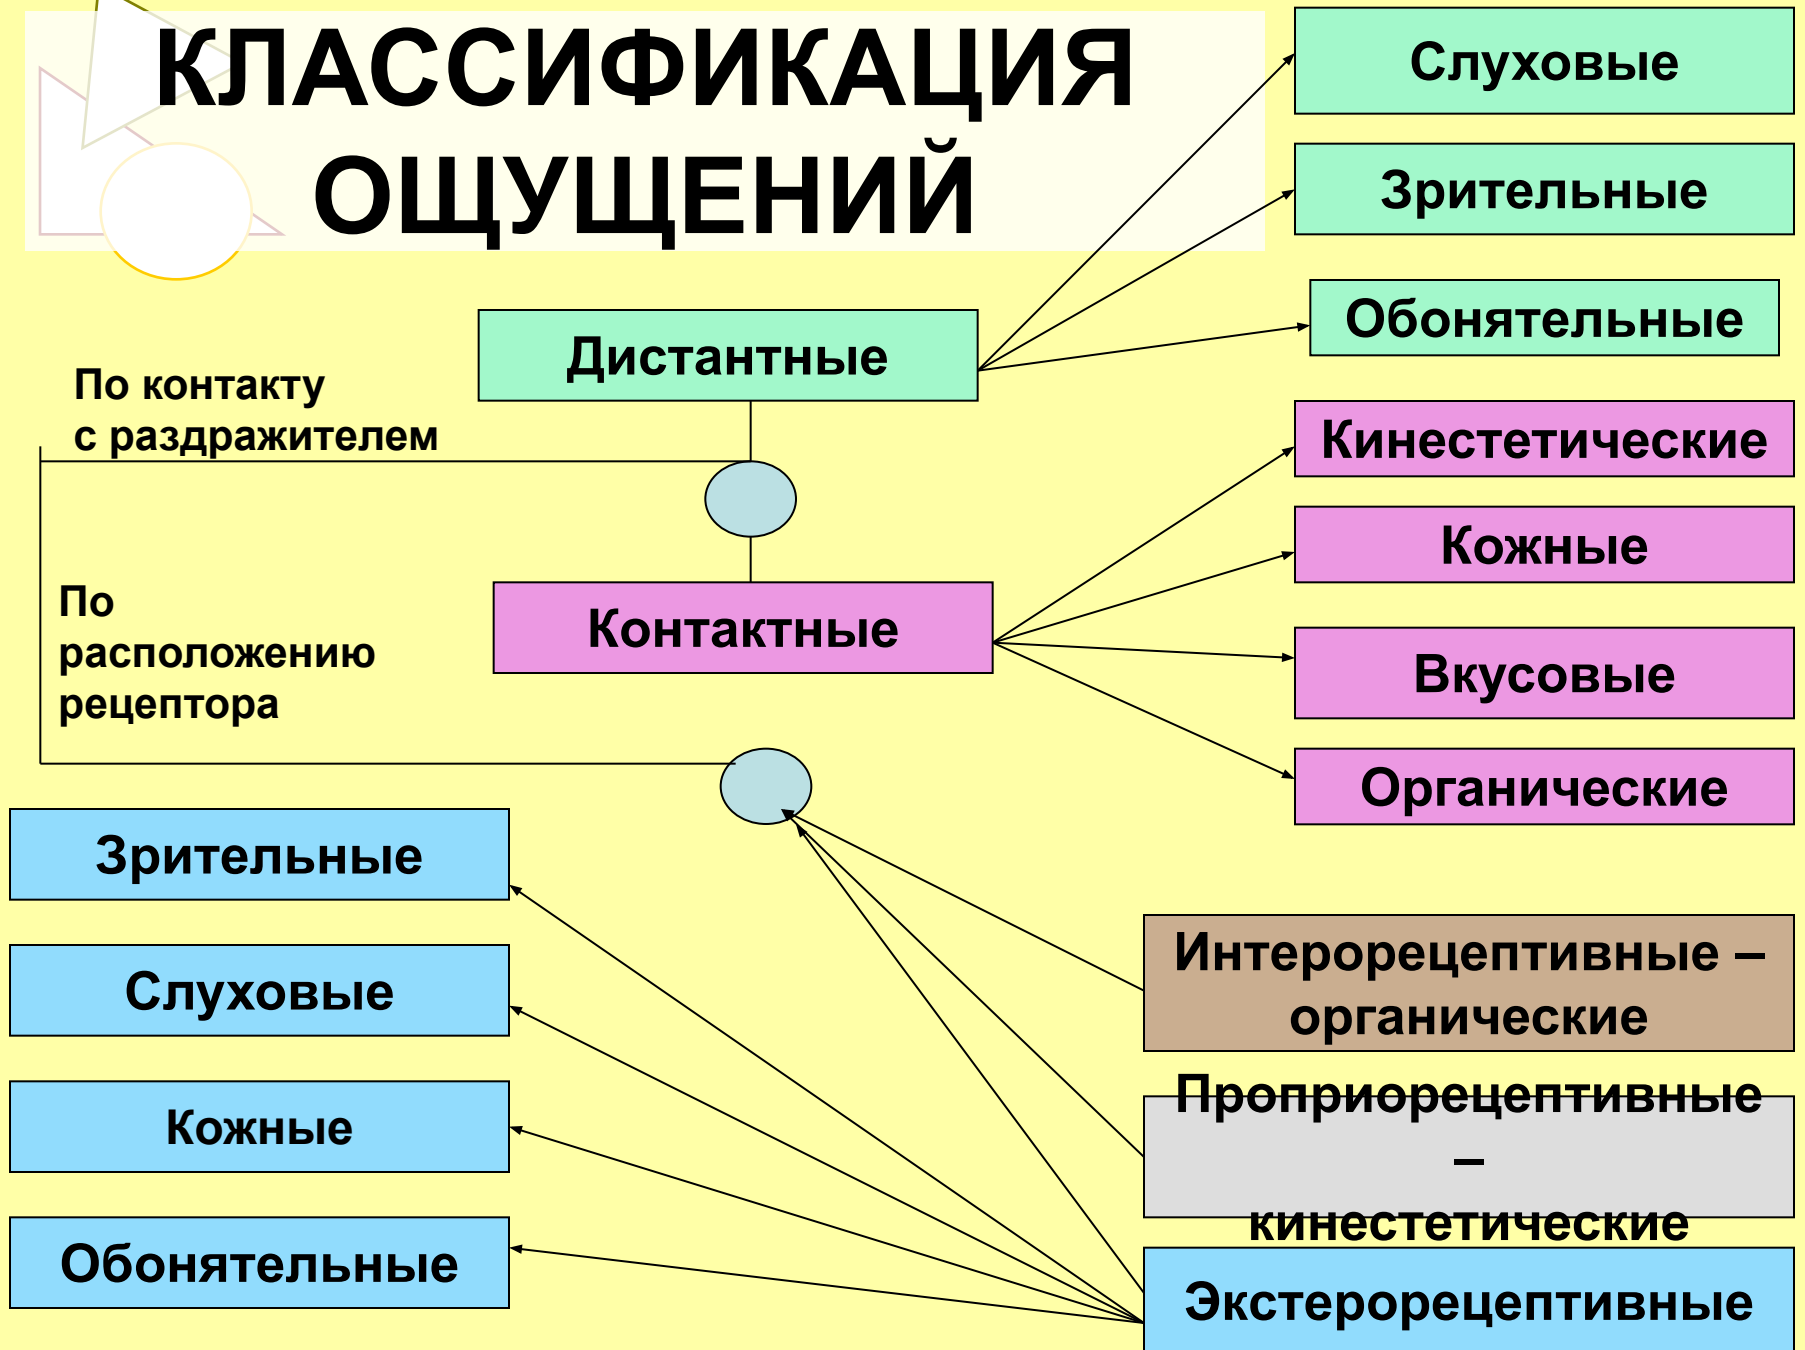 КЛАССИФИКАЦИЯ
ОЩУЩЕНИЙ
Слуховые
Зрительные
Обонятельные
Дистантные
По контакту
с раздражителем
Кинестетические
Кожные
Вкусовые
Органические
Контактные
По
расположению
рецептора
Зрительные
Слуховые
Кожные
Обонятельные
Интерорецептивные –
органические
Проприорецептивные
–
кинестетические
Экстерорецептивные